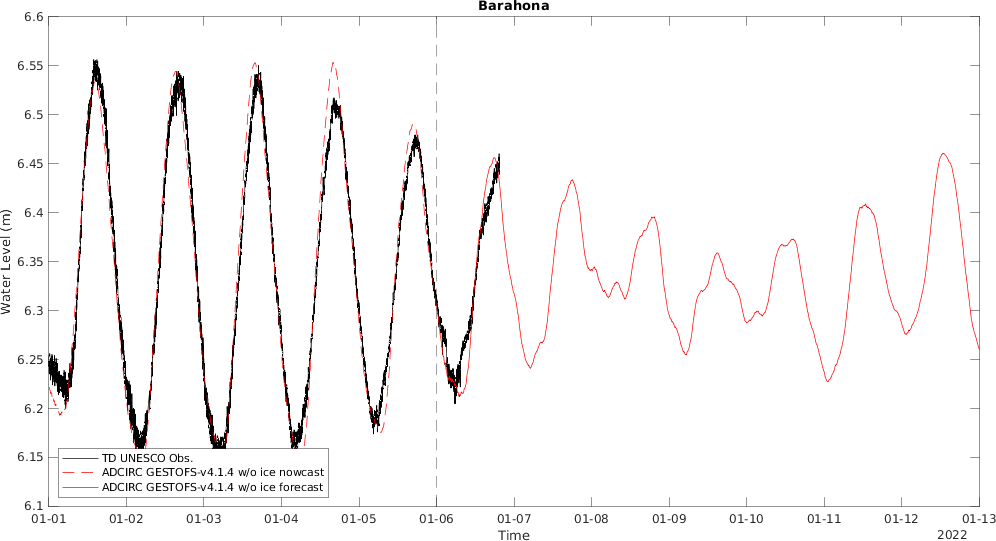 Barahona
6.6
6.55
6.5
6.45
6.4
6.35
6.3
6.25
6.2
6.15
6.1
Water Level (m)
TD UNESCO Obs.
ADCIRC GESTOFS-v4.1.4 w/o ice nowcast
ADCIRC GESTOFS-v4.1.4 w/o ice forecast
01-01 01-02 01-03 01-04 01-05 01-06 01-07 01-08 01-09 01-10 01-11 01-12 01-13
Time
2022